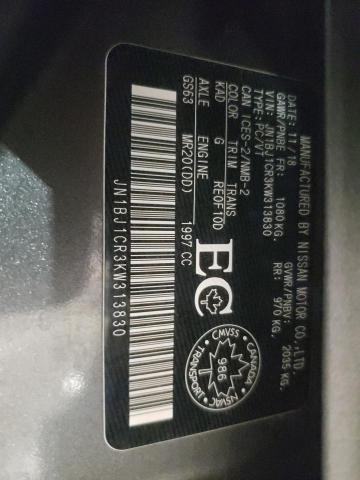 MANUFACTURED BY NISSAN MOTOR CO.,LTD.
DATE: 11/18 GVWR/PNBV: 2035 KG.
GAWR/PNBE FR: 1080 KG. RR: 970 KG.
VIN: JN1BJ1CR3KW313830
TYPE: PC/VT
CAN ICES-2/NMB-2
COLOR TRIM TRANS
KAD G RE0F10D
AXLE ENGINE
GS63 MR20(DD) 1997 CC
JN1BJ1CR3KW313830
EC
CANADA
CMVSS
986
NSVAC
TRANSPORT